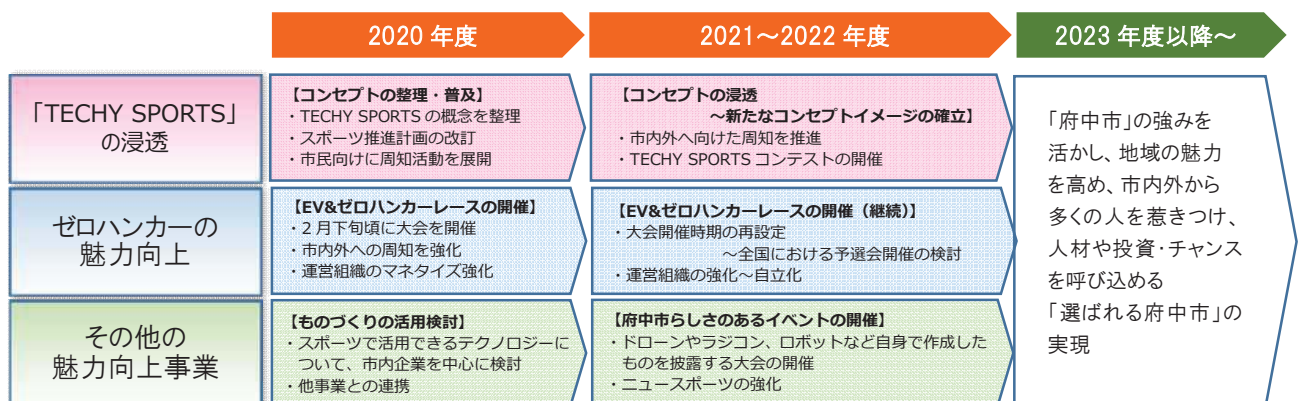 2020 年度
2021～2022 年度
2023 年度以降～
「TECHY SPORTS」
の浸透
【コンセプトの整理・普及】
・TECHY SPORTS の概念を整理
・スポーツ推進計画の改訂
・市民向けに周知活動を展開
【コンセプトの浸透
～新たなコンセプトイメージの確立】
・市内外へ向けた周知を推進
・TECHY SPORTS コンテストの開催
ゼロハンカーの
魅力向上
【EV&ゼロハンカーレースの開催】
・2 月下旬頃に大会を開催
・市内外への周知を強化
・運営組織のマネタイズ強化
【EV&ゼロハンカーレースの開催（継続）】
・大会開催時期の再設定
～全国における予選会開催の検討
・運営組織の強化～自立化
その他の
魅力向上事業
【ものづくりの活用検討】
・スポーツで活用できるテクノロジーに
ついて、市内企業を中心に検討
・他事業との連携
【府中市らしさのあるイベントの開催】
・ドローンやラジコン、ロボットなど自身で作成した
ものを披露する大会の開催
・ニュースポーツの強化
「府中市」の強みを
活かし、地域の魅力
を高め、市内外から
多くの人を惹きつけ、
人材や投資・チャンス
を呼び込める
「選ばれる府中市」の
実現